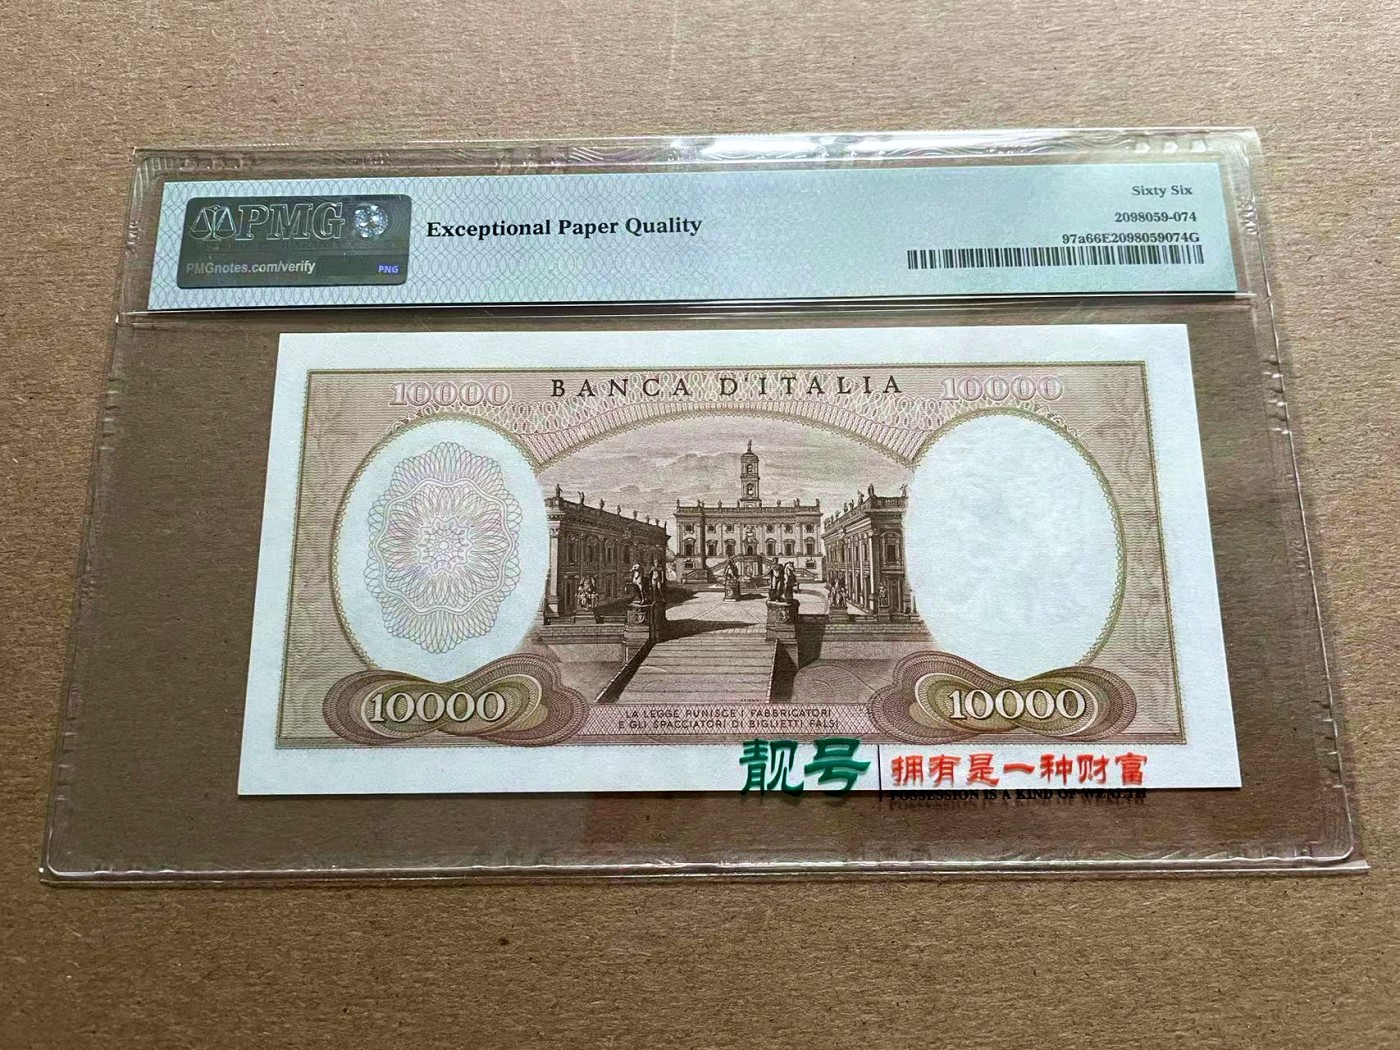 PMG
PMGnotes.com/verify
PNG
Exceptional Paper Quality
Sixty Six
2098059-074
97a66E2098059074G
10000 BANCA D'ITALIA 10000
10000
10000
LA LEGGE PUNISCE I FABBRICATORI
E GLI SPACCIATORI DI BIGLIETTI FALSI
靓号
拥有是一种财富
POSSESSION IS A KIND OF WEALTH